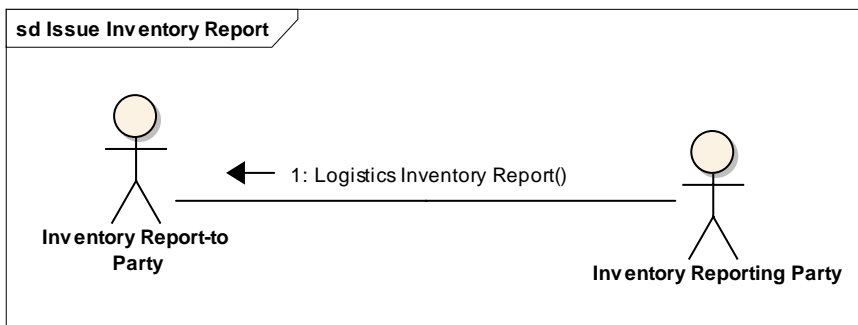 sd Issue Inventory Report
1: Logistics Inventory Report()
Inventory Report-to
Party
Inventory Reporting Party